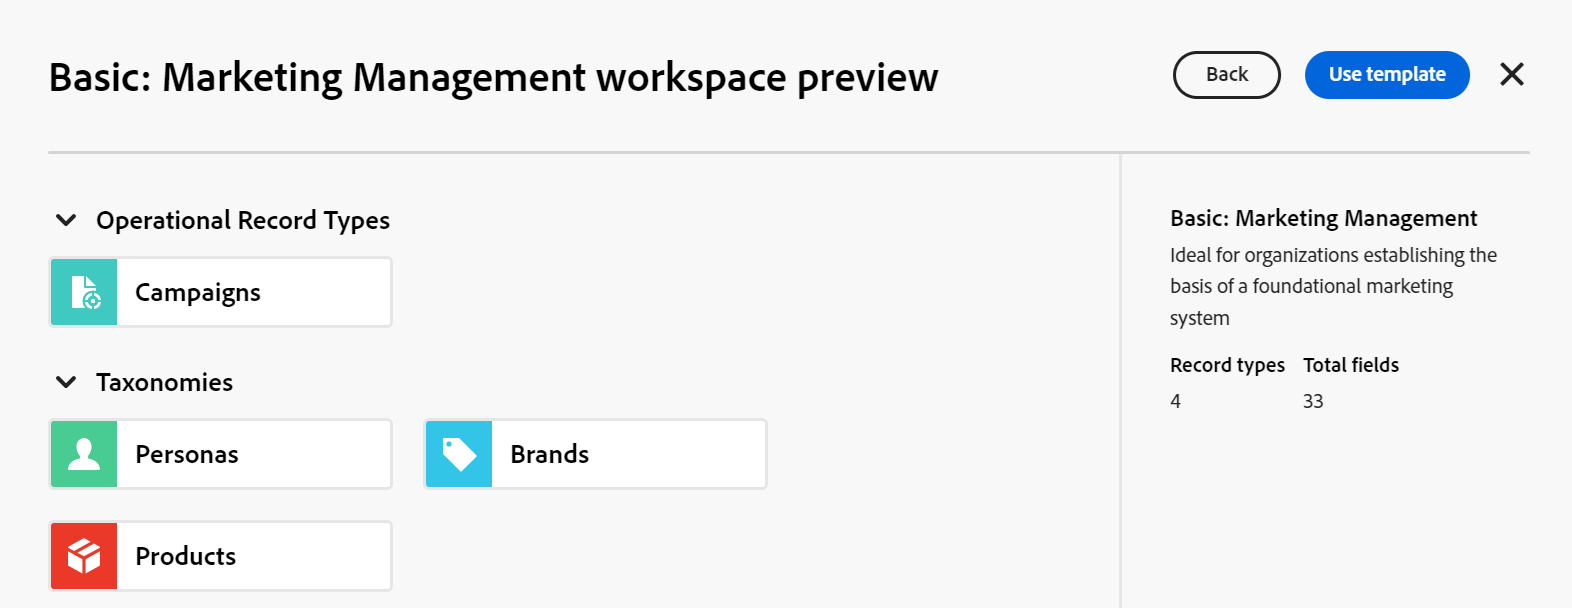 Basic: Marketing Management workspace preview
Back
Use template
Operational Record Types
Campaigns
Taxonomies
Personas
Brands
Products
Basic: Marketing Management
Ideal for organizations establishing the
basis of a foundational marketing
system
Record types Total fields
4 33